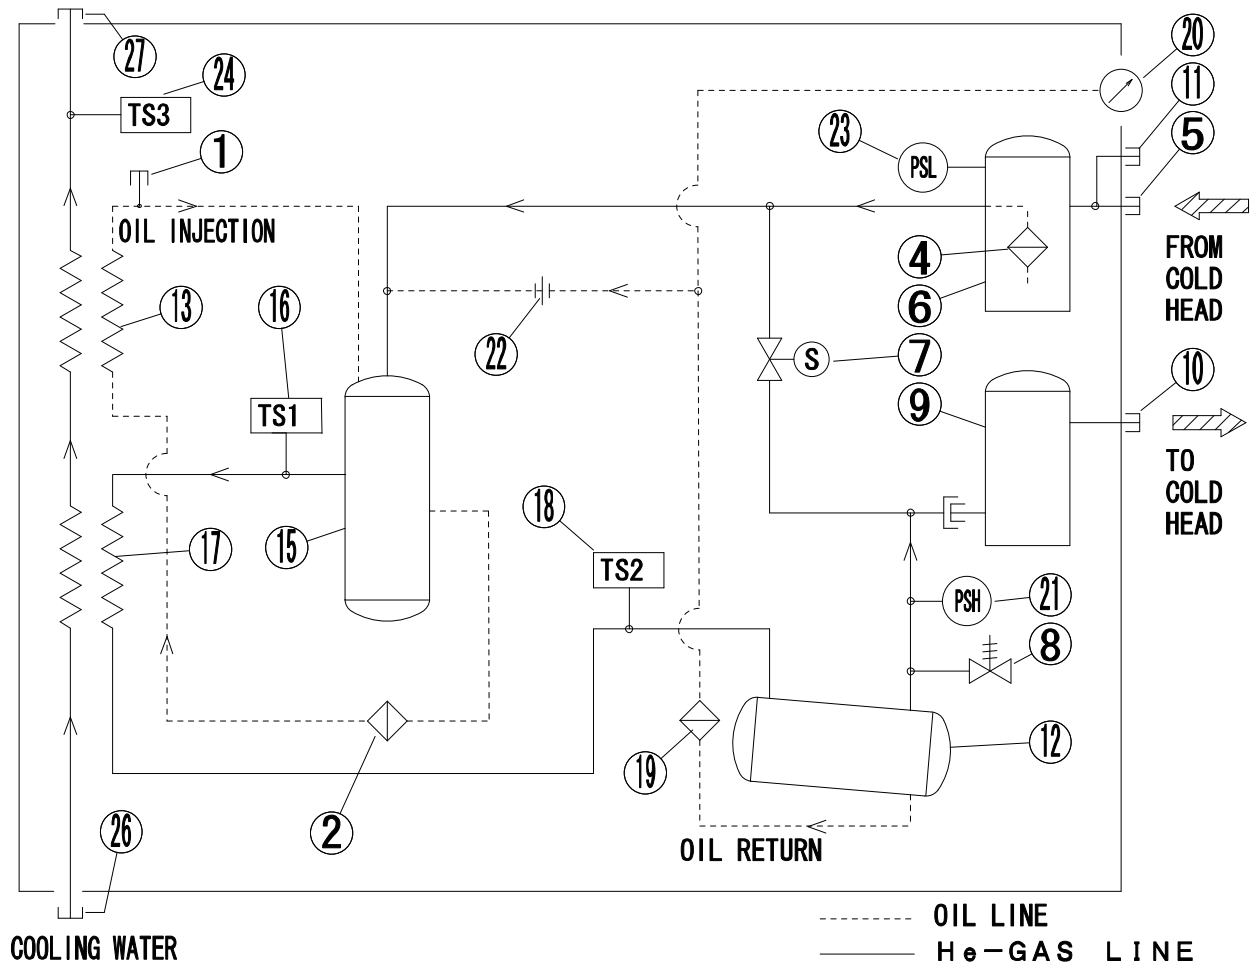 27
20
24
11
TS3
23
5
1
PSL
OIL INJECTION
4
FROM
COLD
HEAD
13
16
6
22
7
S
10
9
TS1
TO
COLD
HEAD
18
17
15
TS2
PSH
21
8
12
19
2
26
OIL RETURN
COOLING WATER
OIL LINE
He-GAS LINE